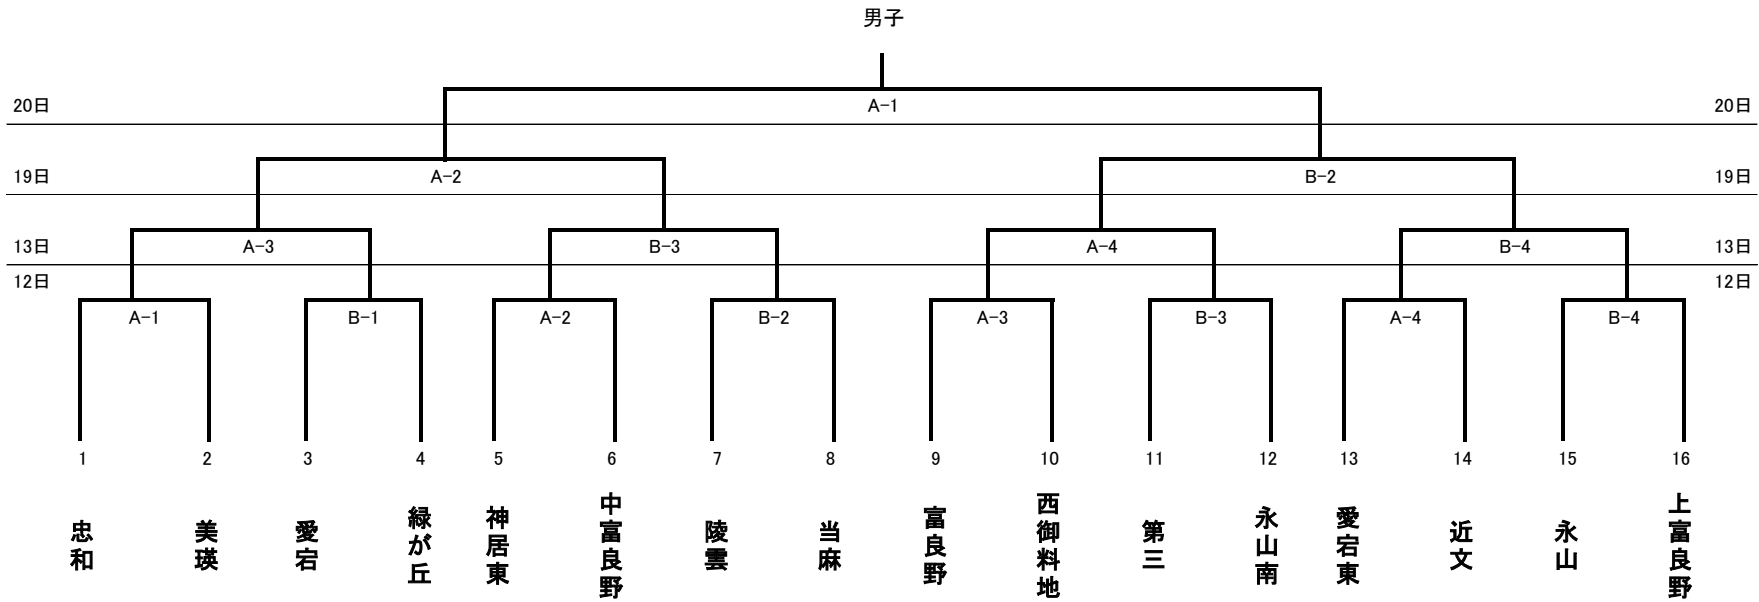 男子
20日 A-1 20日
19日 A-2 B-2 19日
13日 A-3 B-3 A-4 B-4 13日
12日 12日
A-1 B-1 A-2 B-2 A-3 B-3 A-4 B-4
1 2 3 4 5 6 7 8 9 10 11 12 13 14 15 16
忠和
美瑛
愛宕
緑が丘
神居東
中富良野
陵雲
当麻
富良野
西御料地
第三
永山南
愛宕東
近文
永山
上富良野